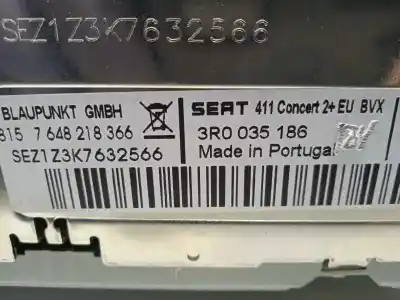 SEZ1Z3K7632566
BLAUPUNKT GMBH
815 7 648 218 366
SEZ1Z3K7632566
SEAT 411 Concert 2+ EU BVX
3R0 035 186
Made in Portugal